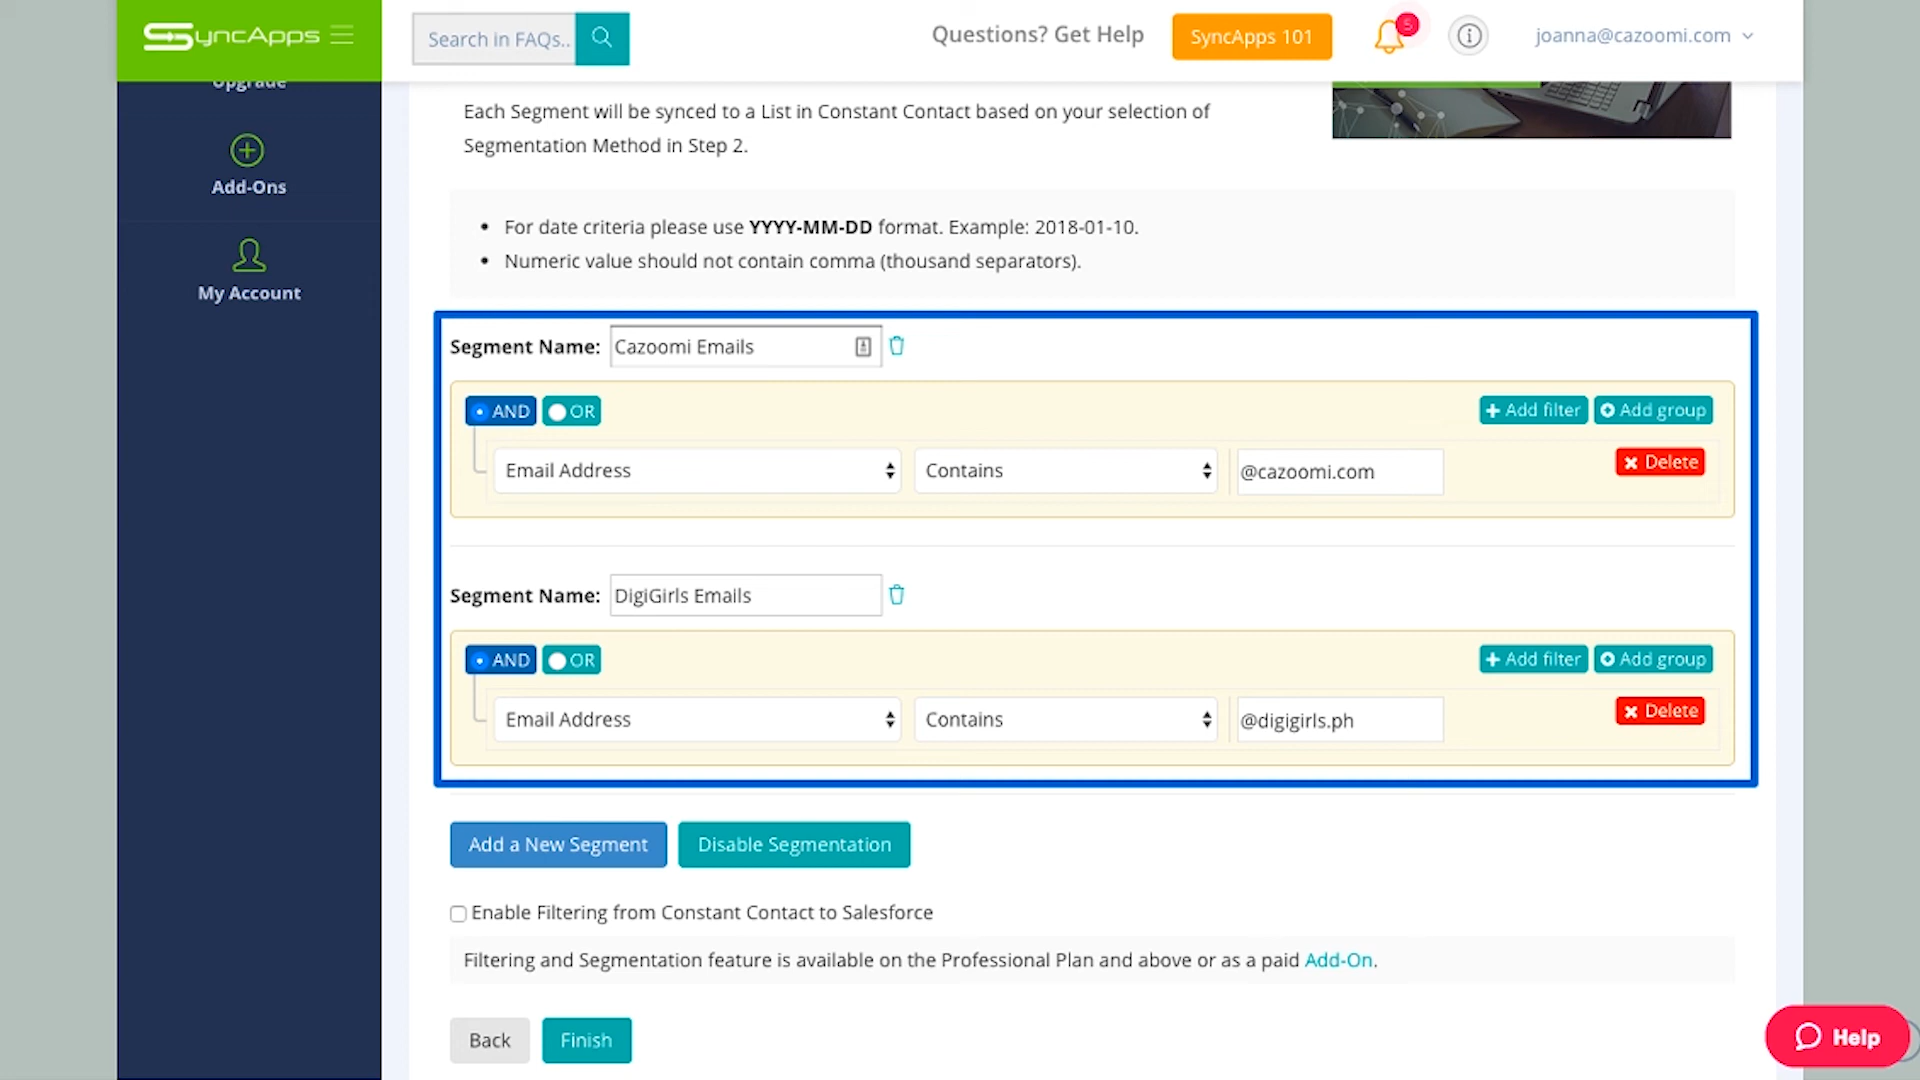 SyncApps
Search in FAQs..
Questions? Get Help
SyncApps 101
5
joanna@cazoomi.com
Upgrade
Add-Ons
My Account
Each Segment will be synced to a List in Constant Contact based on your selection of
Segmentation Method in Step 2.
• For date criteria please use YYYY-MM-DD format. Example: 2018-01-10.
• Numeric value should not contain comma (thousand separators).
Segment Name: Cazoomi Emails
AND OR Add filter Add group
Email Address Contains @cazoomi.com Delete
Segment Name: DigiGirls Emails
AND OR Add filter Add group
Email Address Contains @digigirls.ph Delete
Add a New Segment Disable Segmentation
Enable Filtering from Constant Contact to Salesforce
Filtering and Segmentation feature is available on the Professional Plan and above or as a paid Add-On.
Back Finish
Help